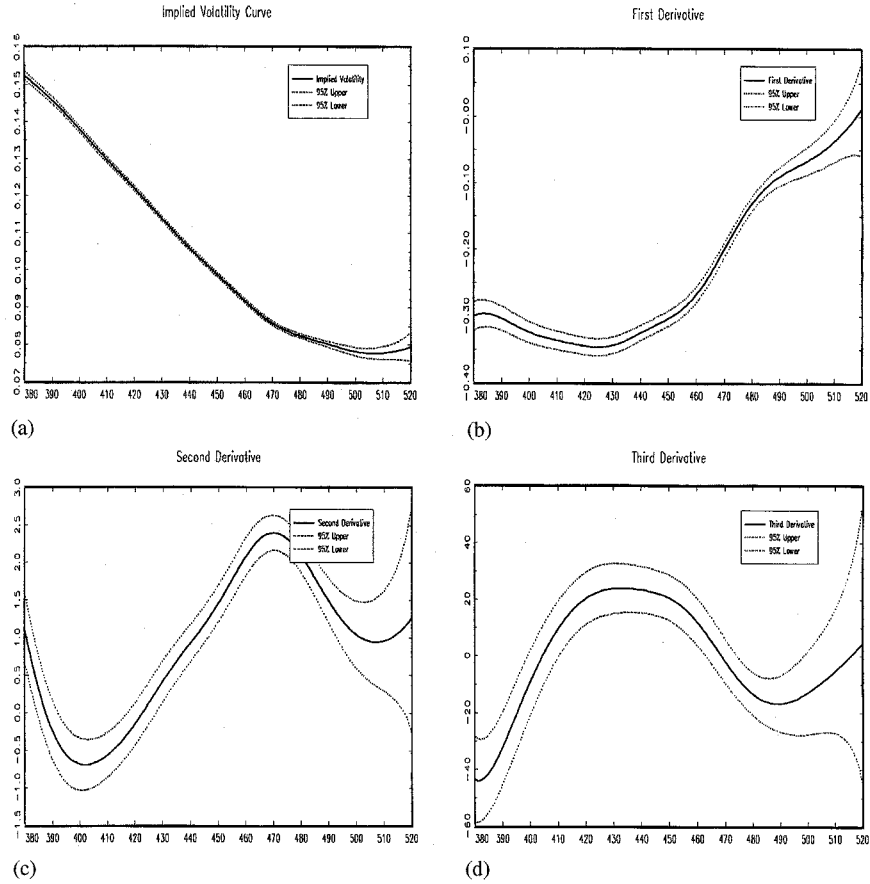 Implied Volatility Curve
0.16
0.15
0.14
0.13
0.12
0.11
0.10
0.09
0.08
0.07
Implied Volatility
95% Upper
95% Lower
380 390 400 410 420 430 440 450 460 470 480 490 500 510 520
(a)
First Derivative
0.10
-0.00
-0.10
-0.20
-0.30
-0.40
First Derivative
95% Upper
95% Lower
380 390 400 410 420 430 440 450 460 470 480 490 500 510 520
(b)
Second Derivative
3.0
2.5
2.0
1.5
1.0
0.5
0.0
-0.5
-1.0
-1.5
Second Derivative
95% Upper
95% Lower
380 390 400 410 420 430 440 450 460 470 480 490 500 510 520
(c)
Third Derivative
60
40
20
0
-20
-40
-60
Third Derivative
95% Upper
95% Lower
380 390 400 410 420 430 440 450 460 470 480 490 500 510 520
(d)